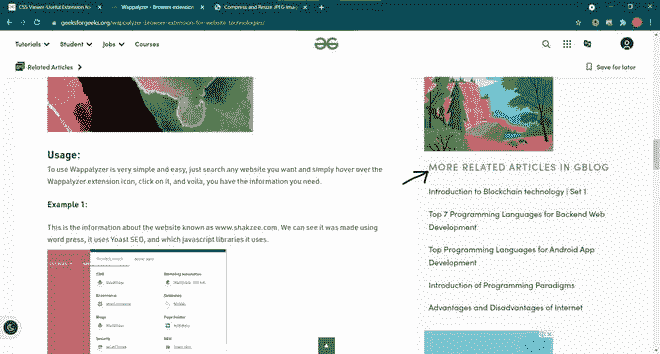 CSS Viewer -Useful Extension fo
Wappalyzer - Browser extension
Compress and Resize JPEG Imag
geeksforgeeks.org/wappalyzer-browser-extension-for-website-technologies/
Tutorials
Student
Jobs
Courses
Related Articles
Save for later
Usage:
To use Wappalyzer is very simple and easy, just search any website you want and simply hover over the
Wappalyzer extension icon, click on it, and voila, you have the information you need.
Example 1:
This is the information about the website known as www.shakzee.com. We can see it was made using
word press, it uses Yoast SEO, and which Javascript libraries it uses.
CMS
Ecommerce
Databases
Blogs
Security
SEO
MORE RELATED ARTICLES IN GBLOG
Introduction to Blockchain technology | Set 1
Top 7 Programming Languages for Backend Web
Development
Top Programming Languages for Android App
Development
Introduction of Programming Paradigms
Advantages and Disadvantages of Internet